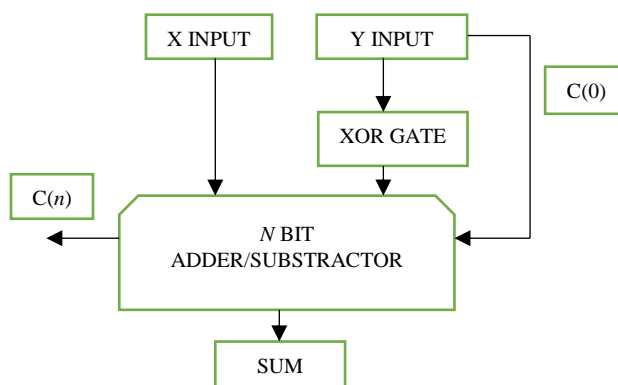 X INPUT
Y INPUT
C(0)
XOR GATE
C(n)
N BIT
ADDER/SUBSTRACTOR
SUM